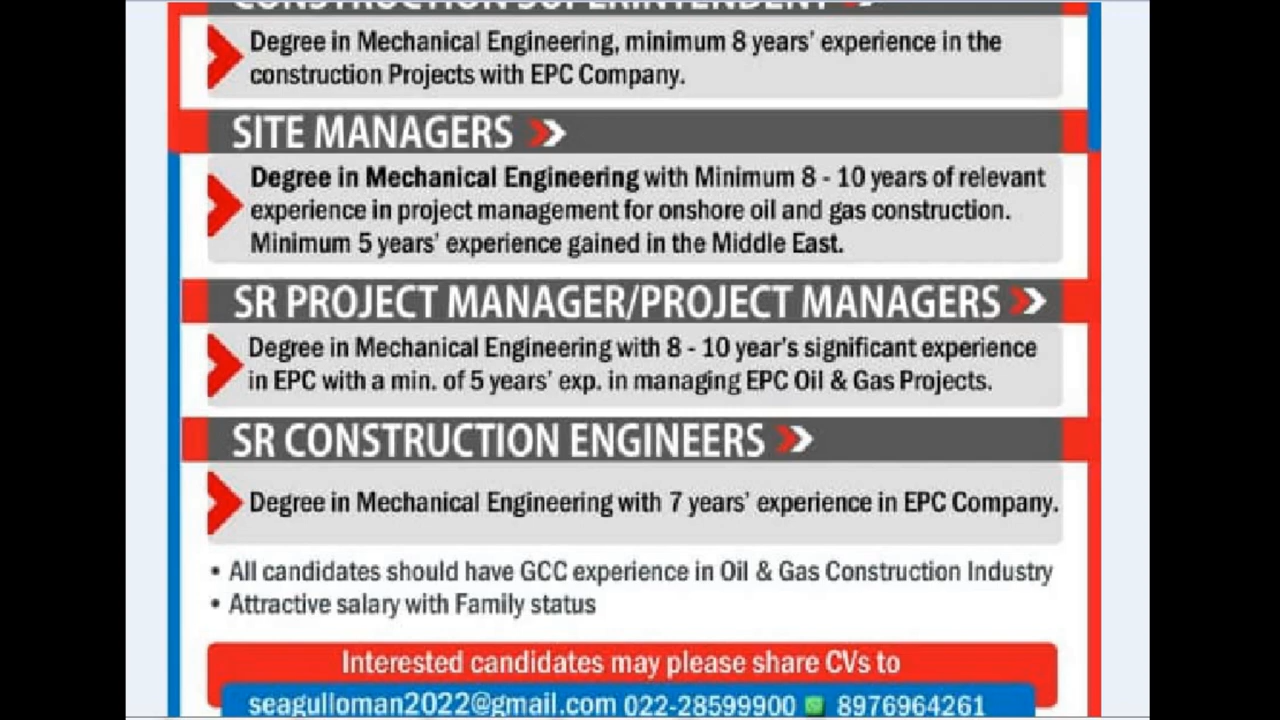 CONSTRUCTION SUPERINTENDENT
Degree in Mechanical Engineering, minimum 8 years' experience in the
construction Projects with EPC Company.
SITE MANAGERS
Degree in Mechanical Engineering with Minimum 8 - 10 years of relevant
experience in project management for onshore oil and gas construction.
Minimum 5 years' experience gained in the Middle East.
SR PROJECT MANAGER/PROJECT MANAGERS
Degree in Mechanical Engineering with 8 - 10 year's significant experience
in EPC with a min. of 5 years' exp. in managing EPC Oil & Gas Projects.
SR CONSTRUCTION ENGINEERS
Degree in Mechanical Engineering with 7 years' experience in EPC Company.
• All candidates should have GCC experience in Oil & Gas Construction Industry
• Attractive salary with Family status
Interested candidates may please share CVs to
seagulloman2022@gmail.com 022-28599900 8976964261